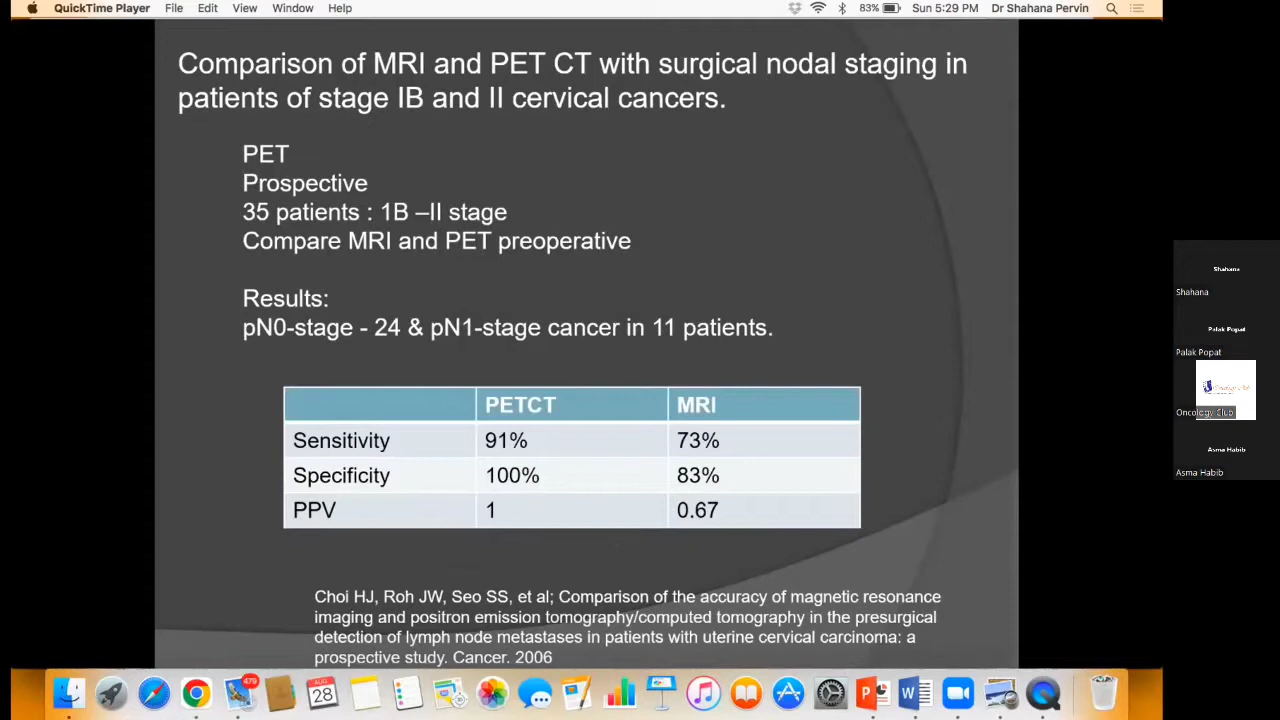 QuickTime Player File Edit View Window Help 83% Sun 5:29 PM Dr Shahana Pervin
Comparison of MRI and PET CT with surgical nodal staging in
patients of stage IB and II cervical cancers.
PET
Prospective
35 patients : 1B –II stage
Compare MRI and PET preoperative
Results:
pN0-stage - 24 & pN1-stage cancer in 11 patients.
PETCT MRI
Sensitivity 91% 73%
Specificity 100% 83%
PPV 1 0.67
Choi HJ, Roh JW, Seo SS, et al; Comparison of the accuracy of magnetic resonance
imaging and positron emission tomography/computed tomography in the presurgical
detection of lymph node metastases in patients with uterine cervical carcinoma: a
prospective study. Cancer. 2006
Shahana
Shahana
Palak Popat
Palak Popat
Oncology Club
Asma Habib
Asma Habib
479
AUG
28